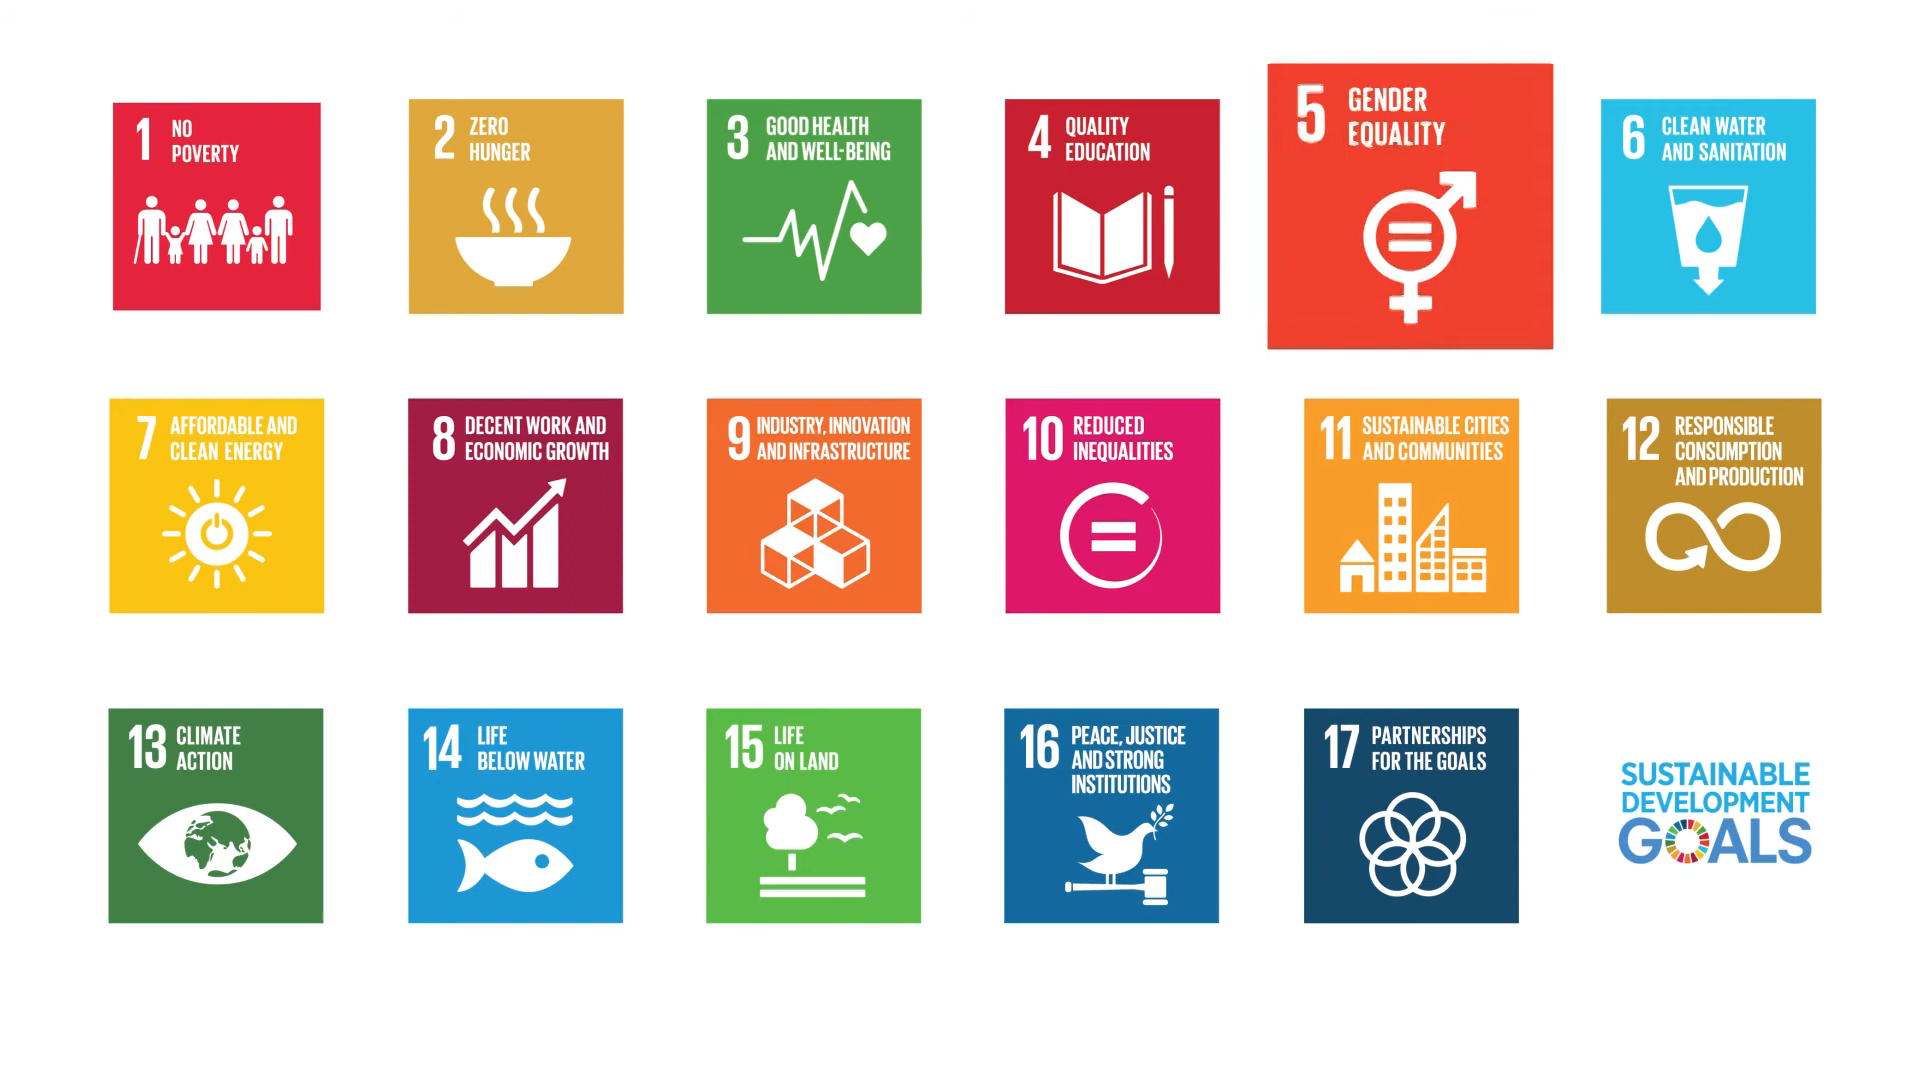 1 NO
POVERTY
2 ZERO
HUNGER
3 GOOD HEALTH
AND WELL-BEING
4 QUALITY
EDUCATION
5 GENDER
EQUALITY
6 CLEAN WATER
AND SANITATION
7 AFFORDABLE AND
CLEAN ENERGY
8 DECENT WORK AND
ECONOMIC GROWTH
9 INDUSTRY, INNOVATION
AND INFRASTRUCTURE
10 REDUCED
INEQUALITIES
11 SUSTAINABLE CITIES
AND COMMUNITIES
12 RESPONSIBLE
CONSUMPTION
AND PRODUCTION
13 CLIMATE
ACTION
14 LIFE
BELOW WATER
15 LIFE
ON LAND
16 PEACE, JUSTICE
AND STRONG
INSTITUTIONS
17 PARTNERSHIPS
FOR THE GOALS
SUSTAINABLE
DEVELOPMENT
GOALS